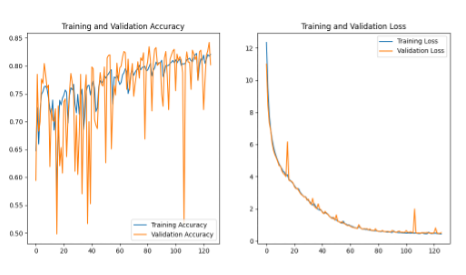 Training and Validation Accuracy
0.85
0.80
0.75
0.70
0.65
0.60
0.55
0.50
0 20 40 60 80 100 120
Training Accuracy
Validation Accuracy
Training and Validation Loss
12
10
8
6
4
2
0
0 20 40 60 80 100 120
Training Loss
Validation Loss